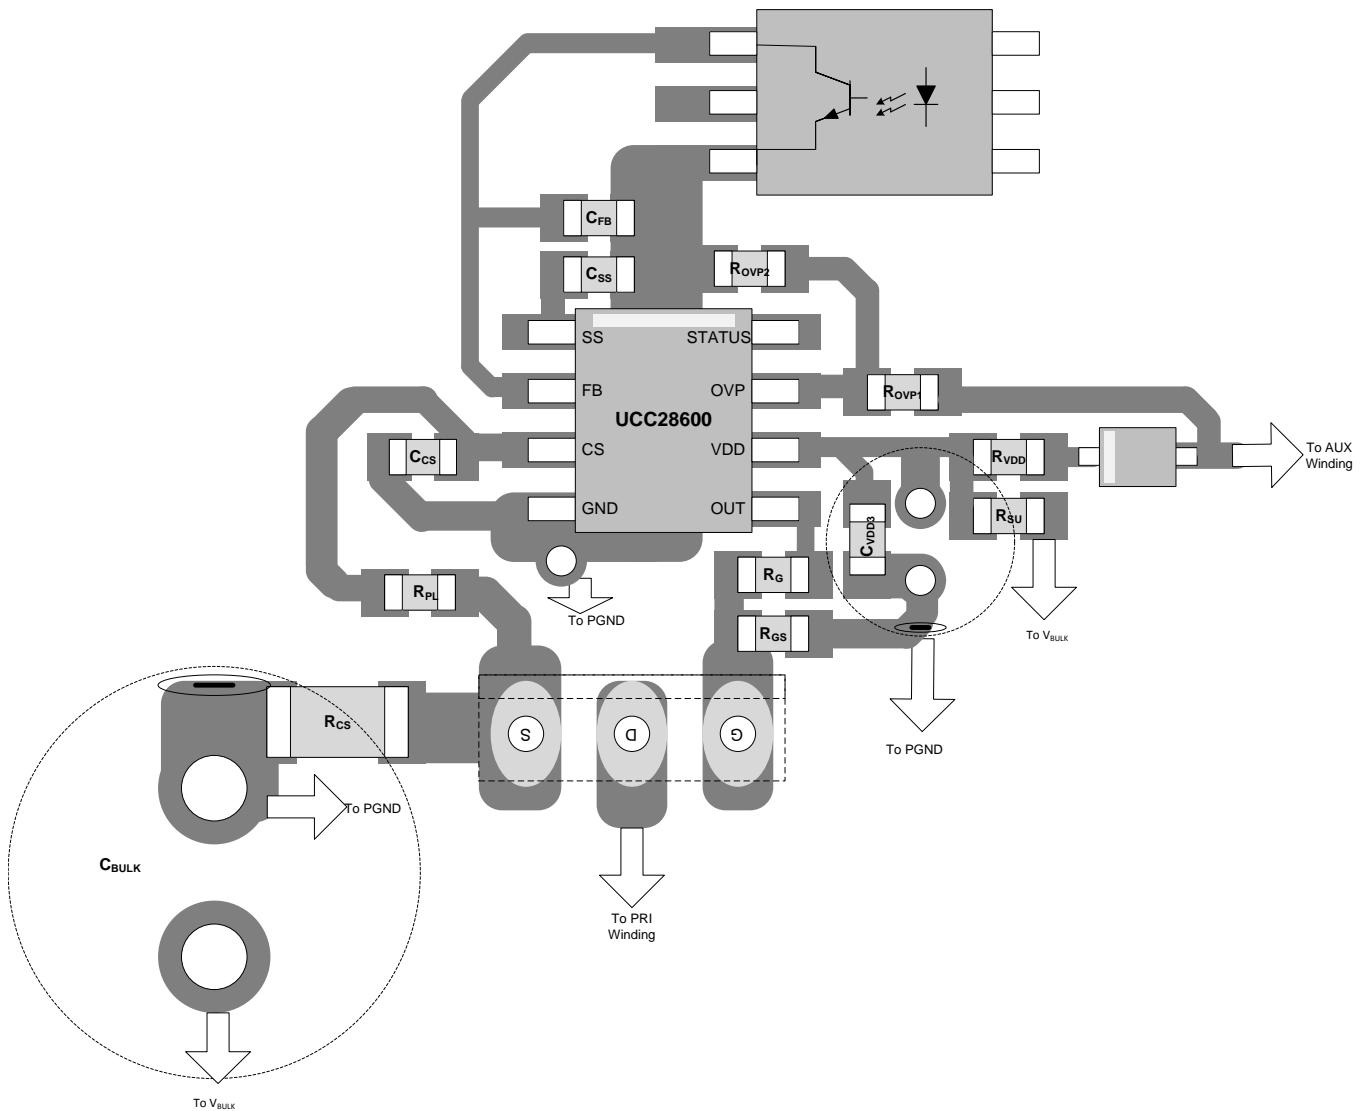 CFB
CSS
ROVP2
SS
STATUS
FB
OVP
ROVP1
UCC28600
CCS
CS
VDD
RVDD
To AUX
Winding
GND
OUT
RSU
CVDD3
RG
RPL
To PGND
RGS
To VBULK
RCS
S
D
G
To PGND
To PGND
CBULK
To PRI
Winding
To VBULK